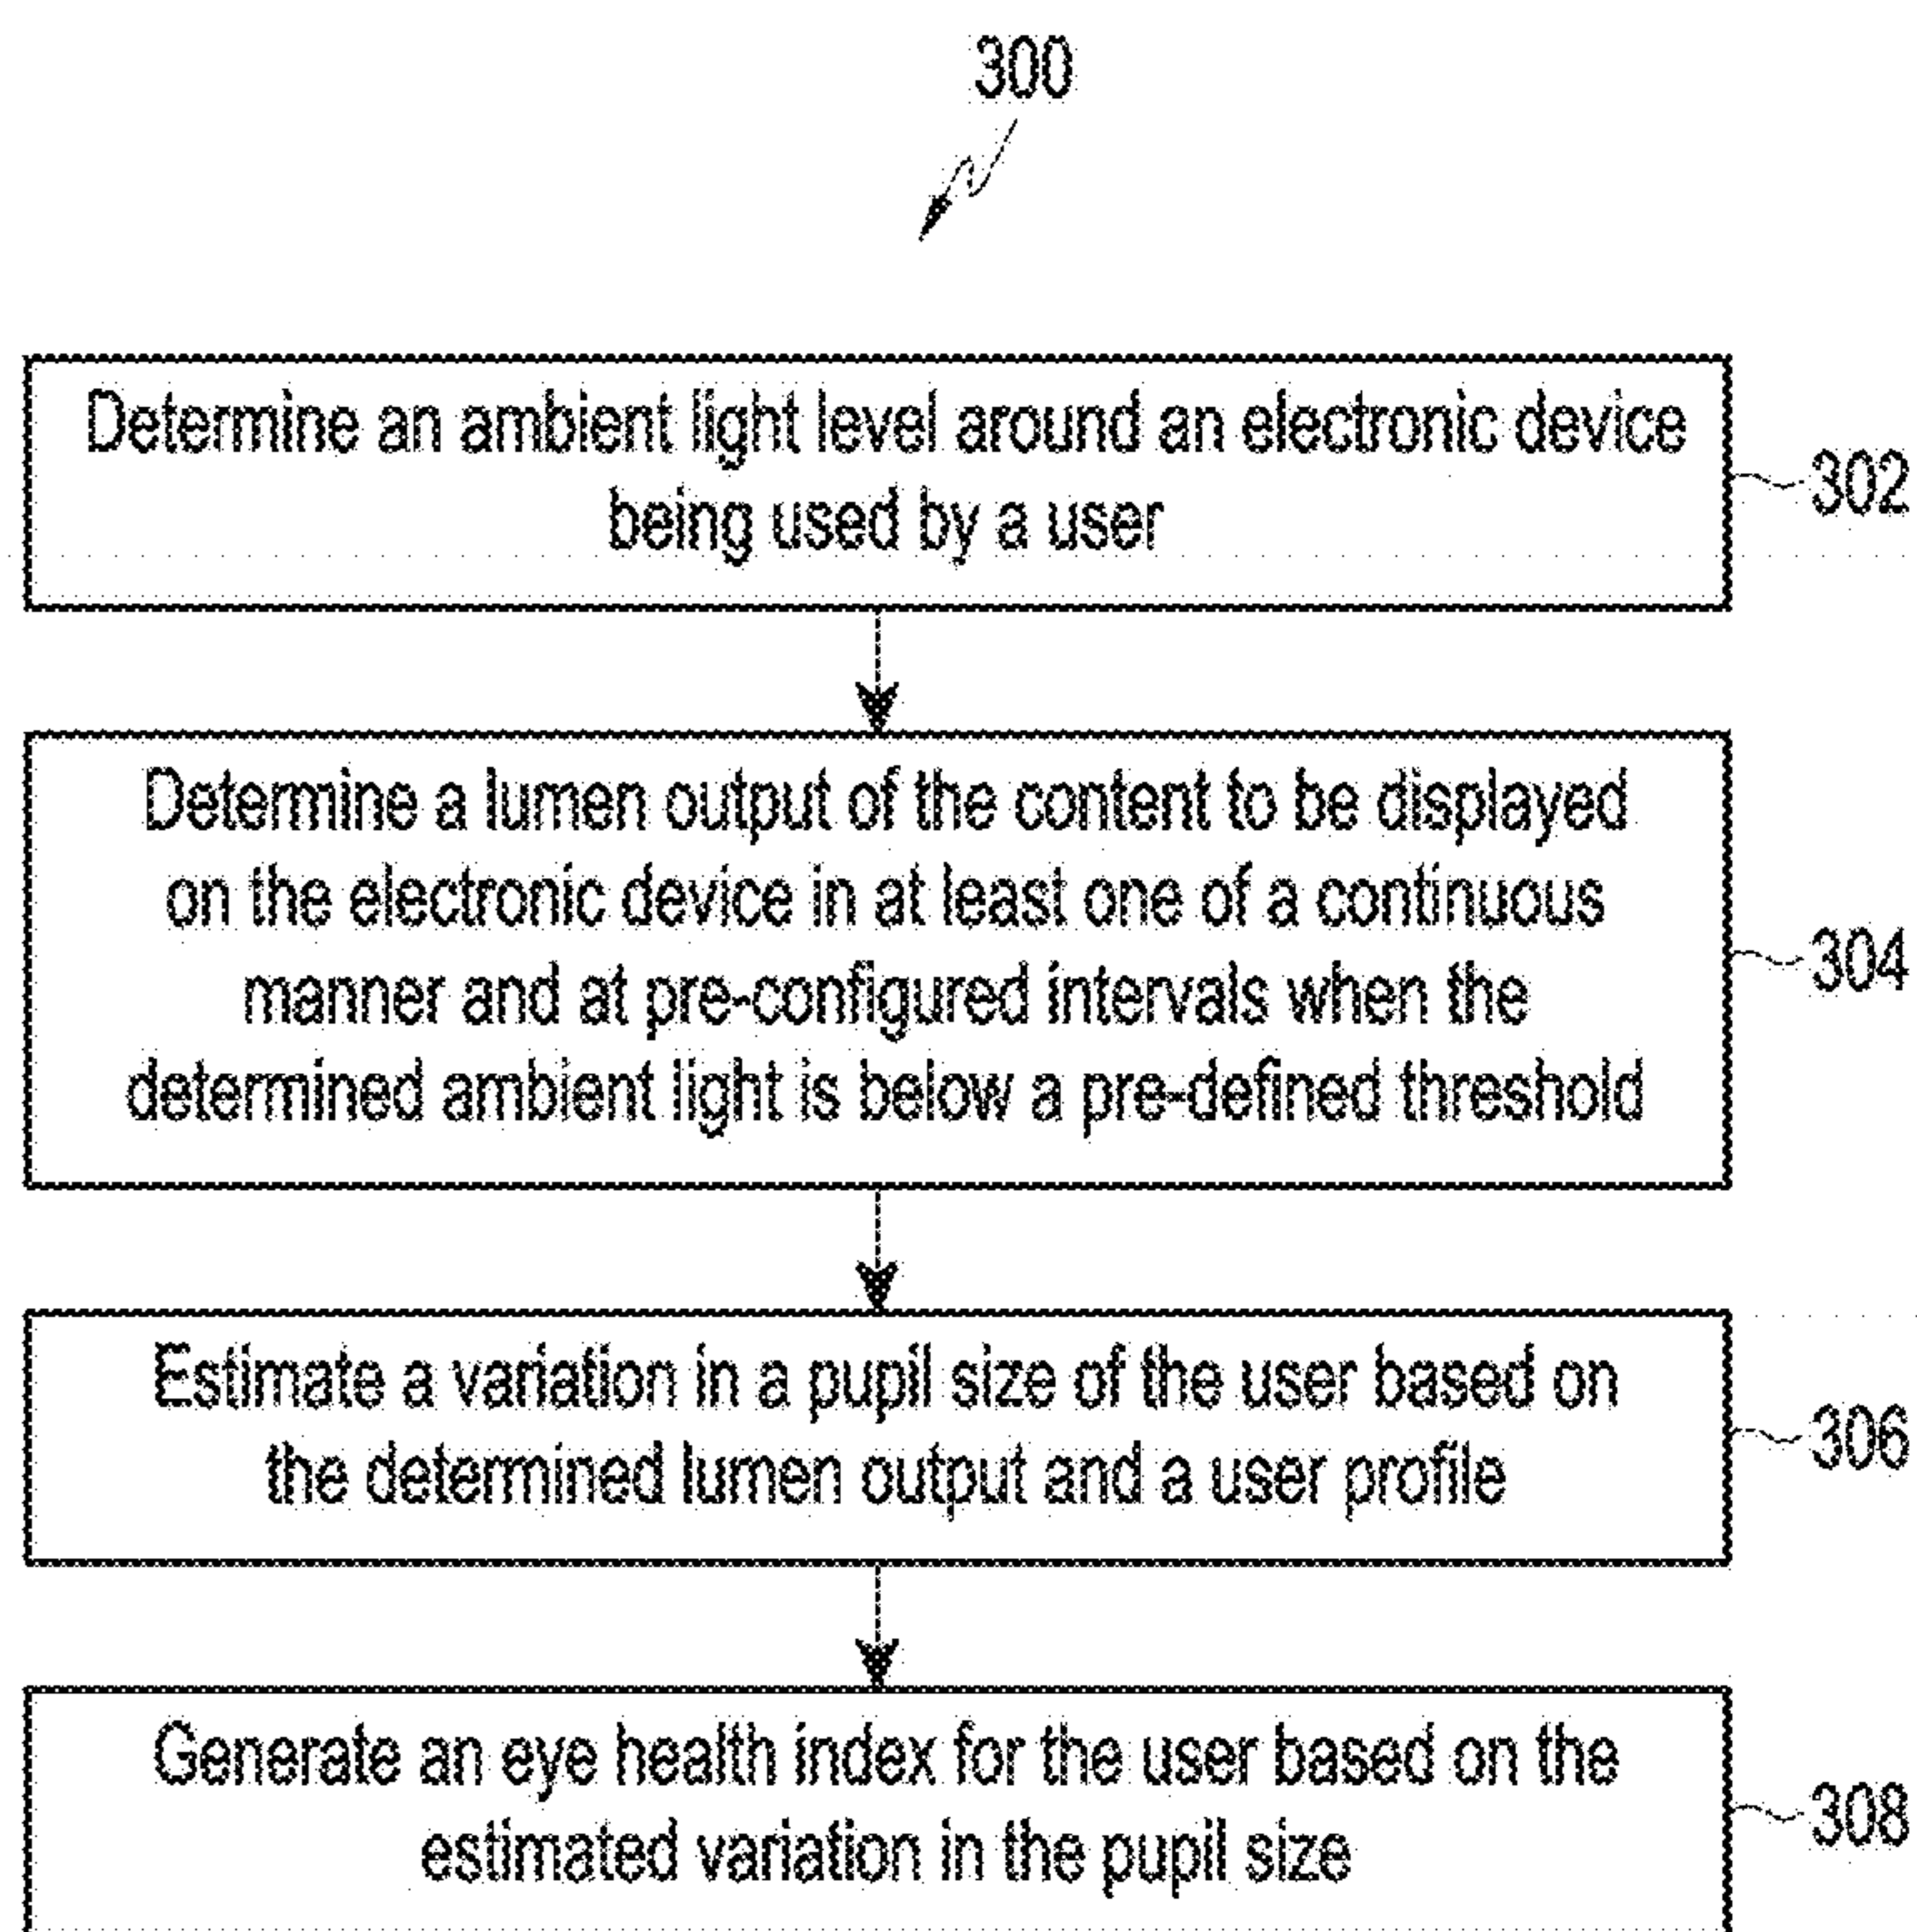 300
Determine an ambient light level around an electronic device
being used by a user
302
Determine a lumen output of the content to be displayed
on the electronic device in at least one of a continuous
manner and at pre-configured intervals when the
determined ambient light is below a pre-defined threshold
304
Estimate a variation in a pupil size of the user based on
the determined lumen output and a user profile
306
Generate an eye health index for the user based on the
estimated variation in the pupil size
308